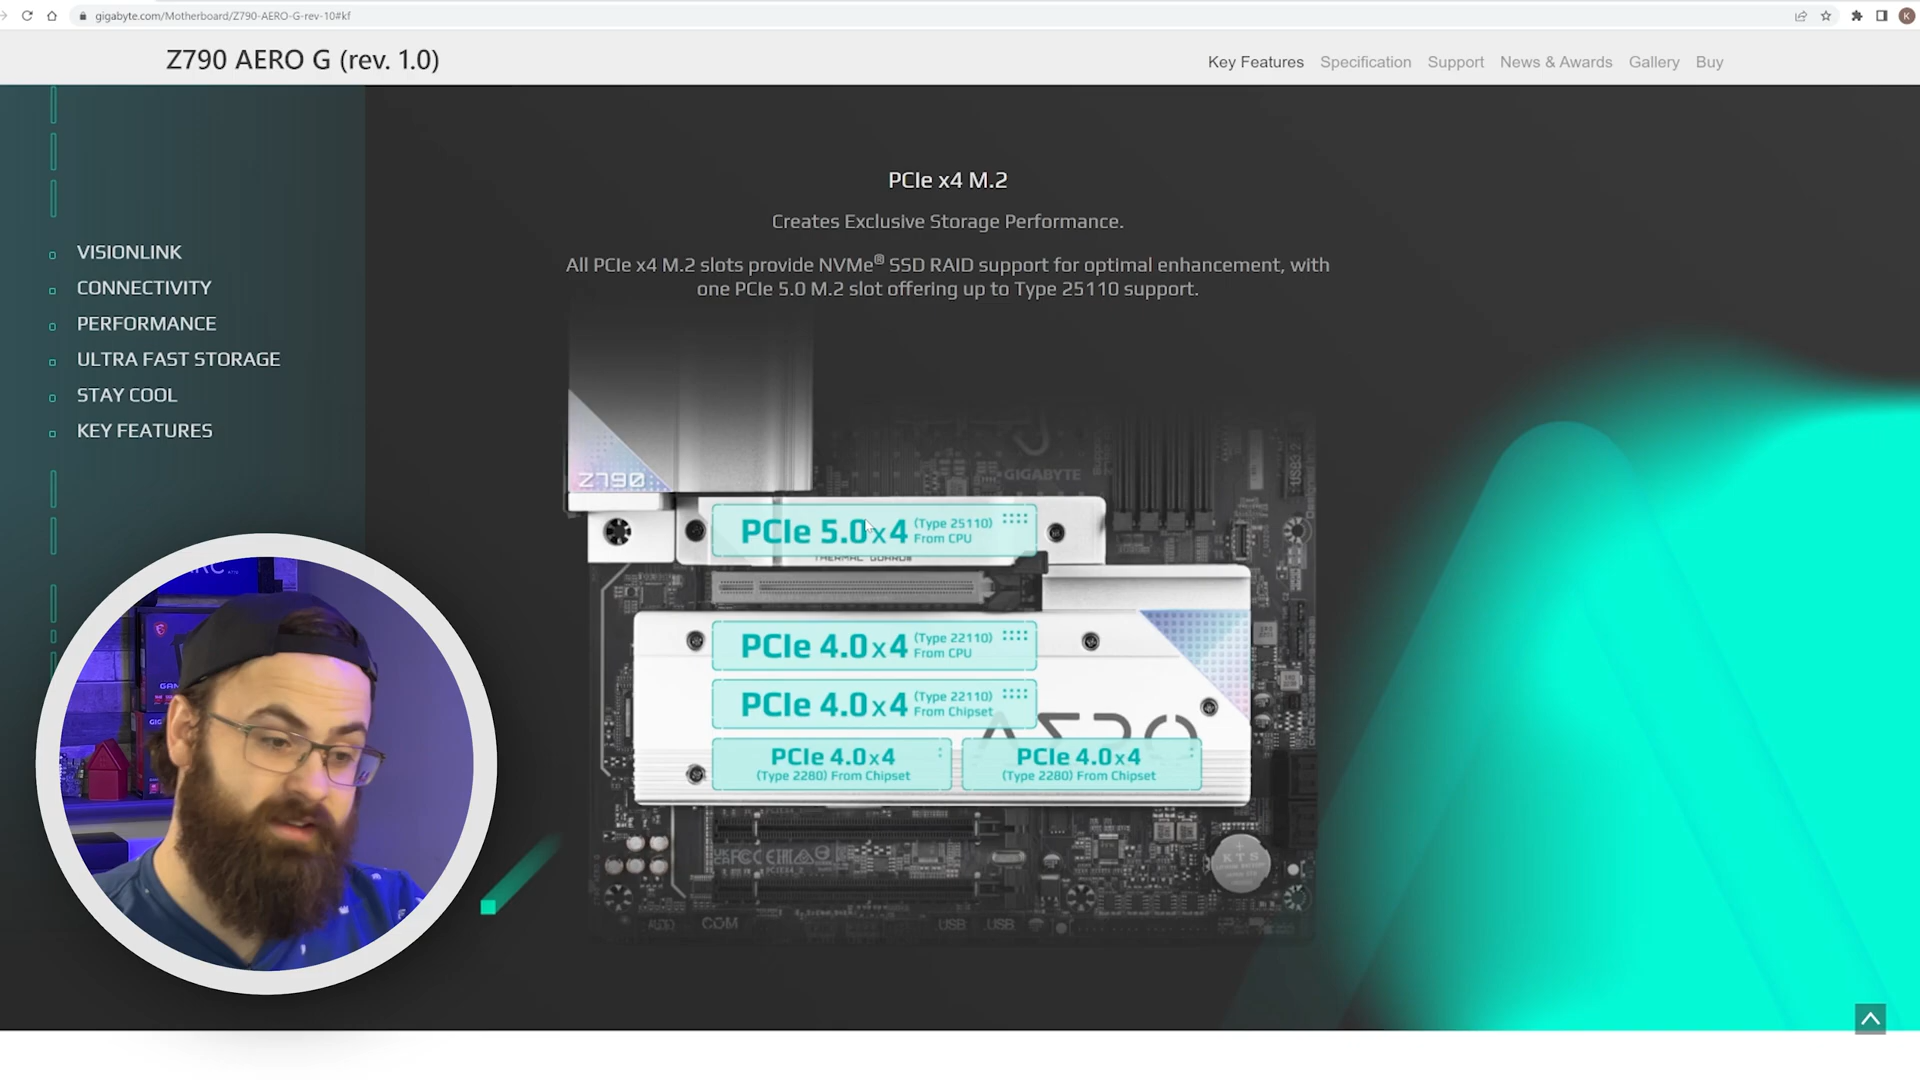 gigabyte.com/Motherboard/Z790-AERO-G-rev-10#kf
K
Z790 AERO G (rev. 1.0)
Key Features
Specification
Support
News & Awards
Gallery
Buy
VISIONLINK
CONNECTIVITY
PERFORMANCE
ULTRA FAST STORAGE
STAY COOL
KEY FEATURES
PCIe x4 M.2
Creates Exclusive Storage Performance.
All PCIe x4 M.2 slots provide NVMe® SSD RAID support for optimal enhancement, with
one PCIe 5.0 M.2 slot offering up to Type 25110 support.
GIGABYTE
Z790
PCIe 5.0x4 (Type 25110)
From CPU
THERMAL GUARD
PCIe 4.0x4 (Type 22110)
From CPU
PCIe 4.0x4 (Type 22110)
From Chipset
AERO
PCIe 4.0x4
(Type 2280) From Chipset
PCIe 4.0x4
(Type 2280) From Chipset
KTS
COM
USB
USB